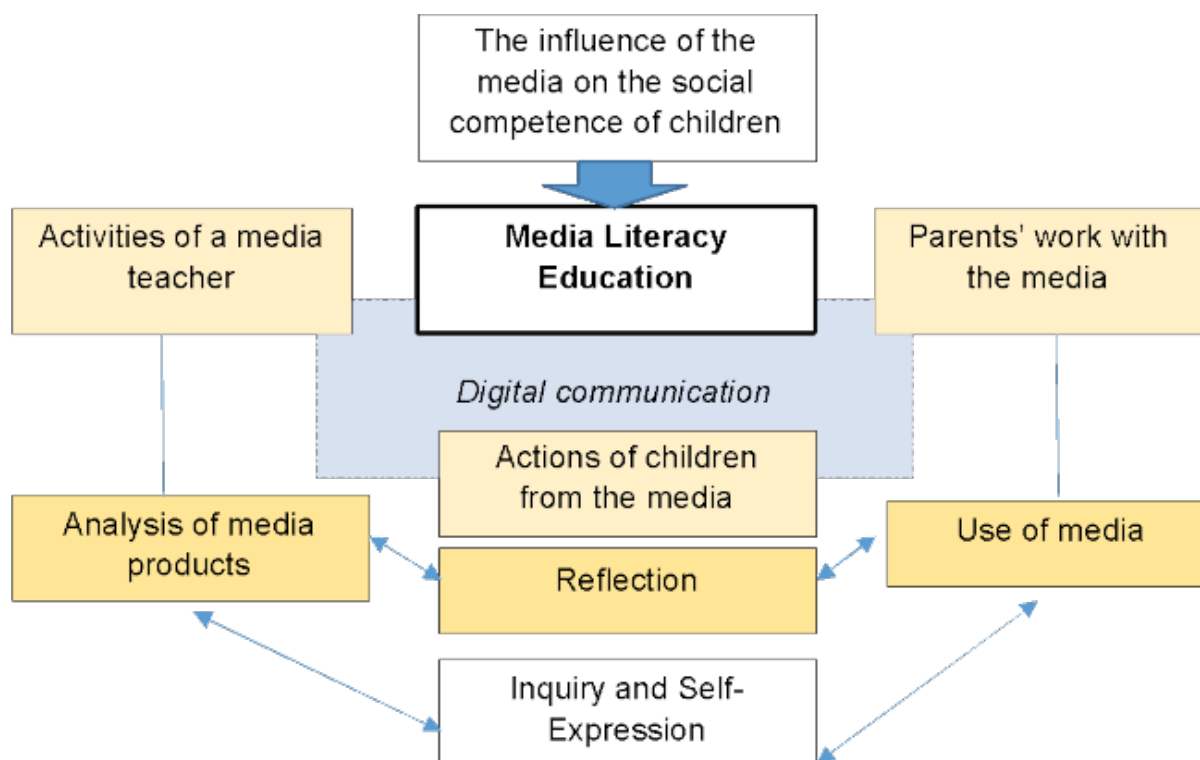 The influence of the
media on the social
competence of children
Activities of a media
teacher
Media Literacy
Education
Parents' work with
the media
Digital communication
Actions of children
from the media
Analysis of media
products
Reflection
Use of media
Inquiry and Self-
Expression